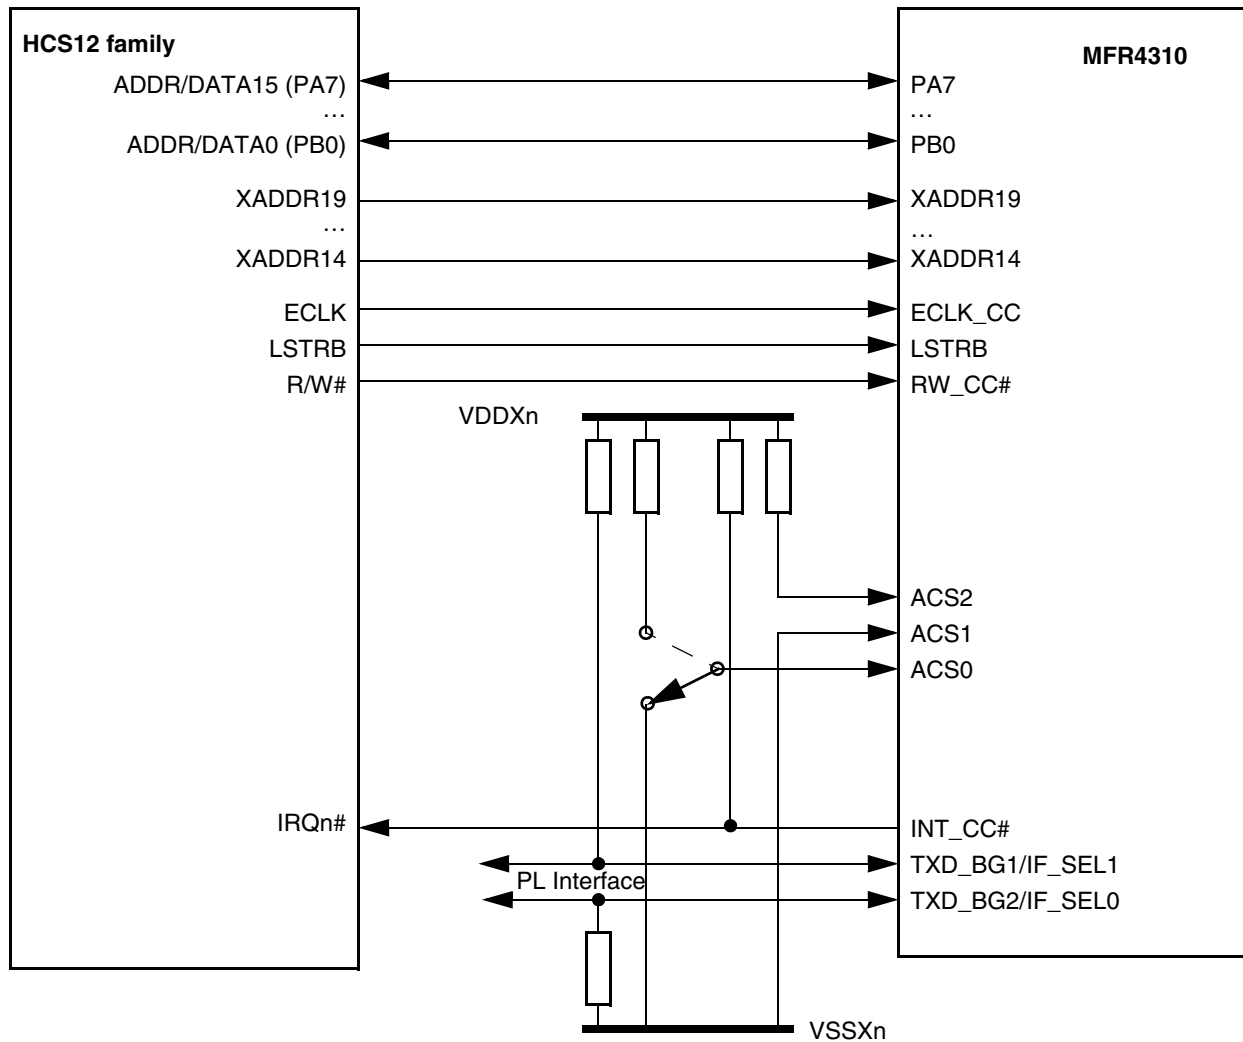 HCS12 family
MFR4310
ADDR/DATA15 (PA7)
PA7
...
...
ADDR/DATA0 (PB0)
PB0
XADDR19
XADDR19
...
...
XADDR14
XADDR14
ECLK
ECLK_CC
LSTRB
LSTRB
R/W#
RW_CC#
VDDXn
ACS2
ACS1
ACS0
IRQn#
INT_CC#
TXD_BG1/IF_SEL1
PL Interface
TXD_BG2/IF_SEL0
VSSXn